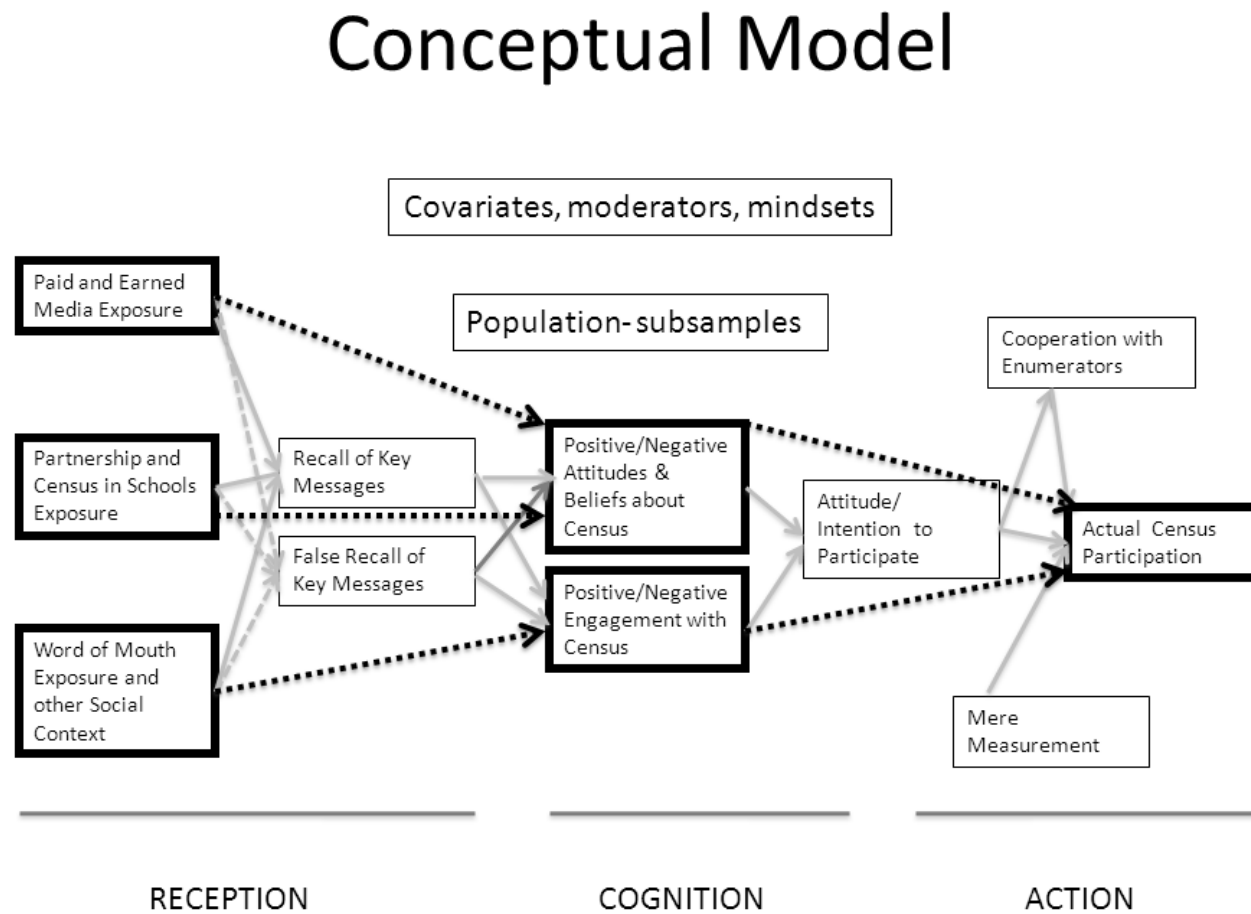 Conceptual Model
Covariates, moderators, mindsets
Paid and Earned
Media Exposure
Population- subsamples
Cooperation with
Enumerators
Partnership and
Census in Schools
Exposure
Recall of Key
Messages
False Recall of
Key Messages
Positive/Negative
Attitudes &
Beliefs about
Census
Attitude/
Intention to
Participate
Actual Census
Participation
Positive/Negative
Engagement with
Census
Word of Mouth
Exposure and
other Social
Context
Mere
Measurement
RECEPTION
COGNITION
ACTION